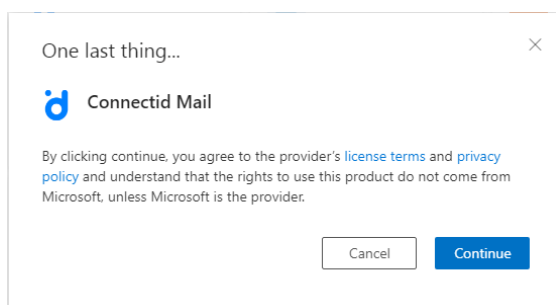 One last thing...
Connectid Mail
By clicking continue, you agree to the provider's license terms and privacy
policy and understand that the rights to use this product do not come from
Microsoft, unless Microsoft is the provider.
Cancel Continue